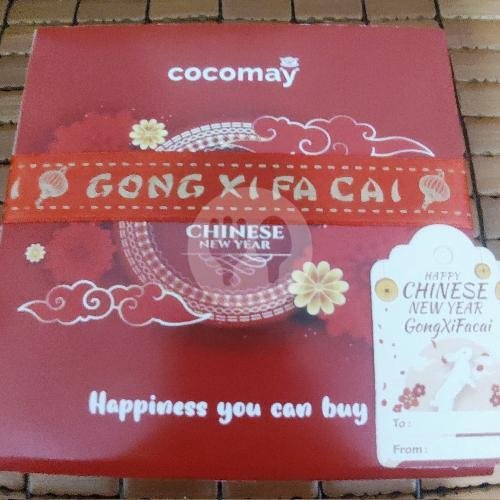 cocomay
GONG XI FA CAI
CHINESE
NEW YEAR
Happiness you can buy
HAPPY
CHINESE
NEW YEAR
GongXiFacai
To :
From :